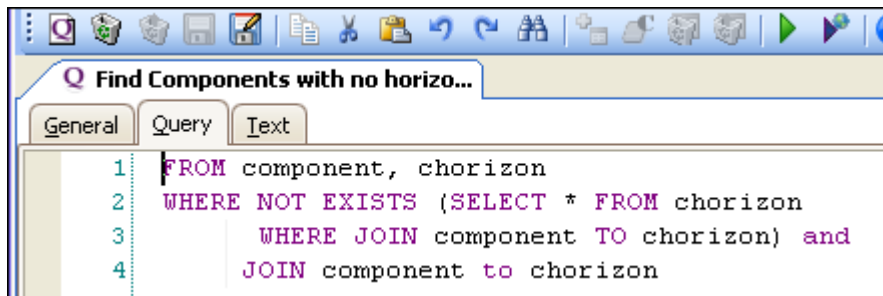 Find Components with no horizo...
General Query Text
1 FROM component, chorizon
2 WHERE NOT EXISTS (SELECT * FROM chorizon
3 WHERE JOIN component TO chorizon) and
4 JOIN component to chorizon